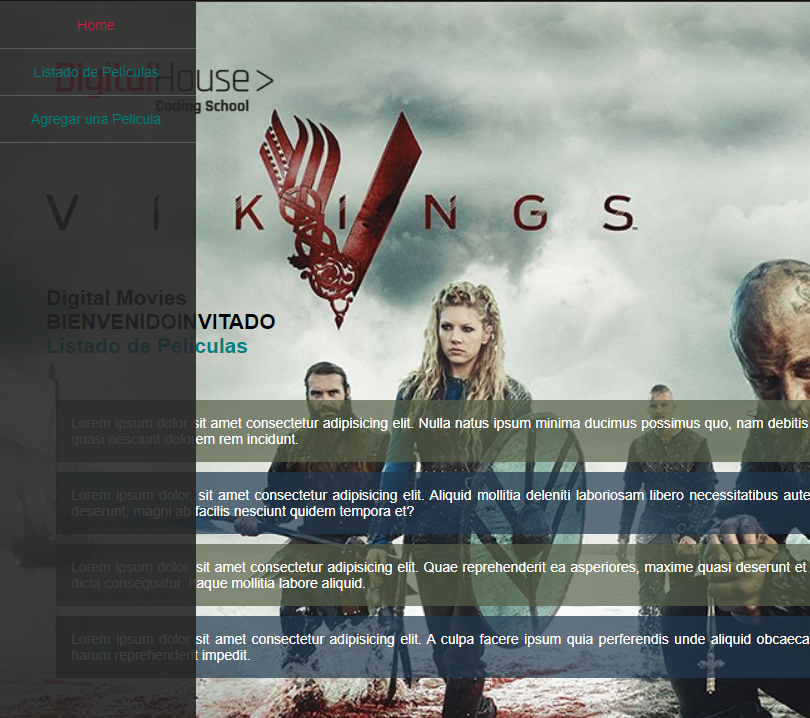 Home
Listado de Películas
Agregar una Pelicula
DigitalHouse >
Coding School
VIKINGS
Digital Movies
BIENVENIDOINVITADO
Listado de Películas
Lorem ipsum dolor sit amet consectetur adipisicing elit. Nulla natus ipsum minima ducimus possimus quo, nam debitis
quasi nesciunt dolorem rem incidunt.
Lorem ipsum dolor, sit amet consectetur adipisicing elit. Aliquid mollitia deleniti laboriosam libero necessitatibus aute
deserunt, magni ab facilis nesciunt quidem tempora et?
Lorem ipsum dolor, sit amet consectetur adipisicing elit. Quae reprehenderit ea asperiores, maxime quasi deserunt et
dicta consequatur. Itaque mollitia labore aliquid.
Lorem ipsum dolor sit amet consectetur adipisicing elit. A culpa facere ipsum quia perferendis unde aliquid obcaeca
harum reprehenderit impedit.